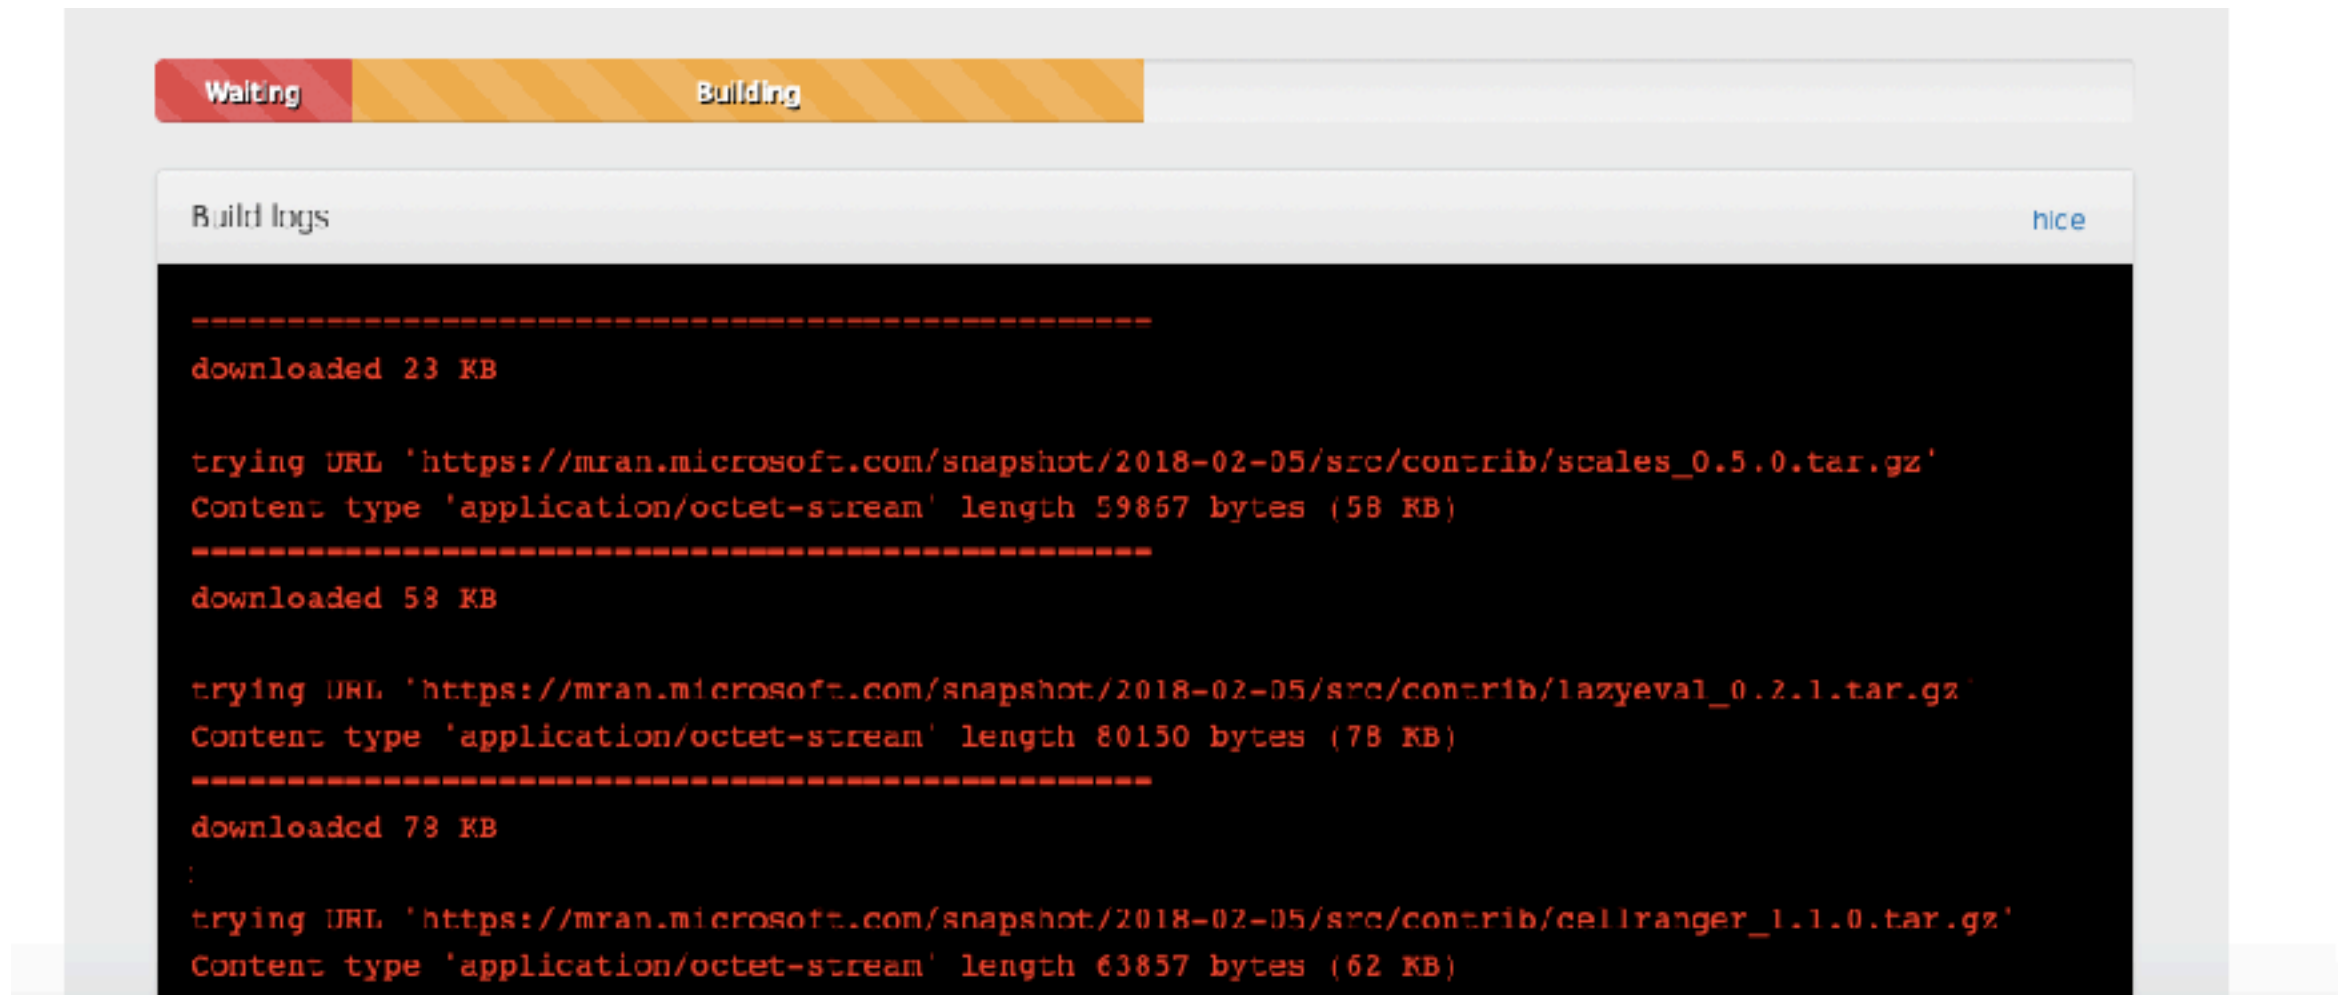 Waiting Building
Build logs hide
--------------------------------------------------
downloaded 23 KB
trying URL 'https://mran.microsoft.com/snapshot/2018-02-05/src/contrib/scales_0.5.0.tar.gz'
Content type 'application/octet-stream' length 59867 bytes (58 KB)
==================================================
downloaded 58 KB
trying URL 'https://mran.microsoft.com/snapshot/2018-02-05/src/contrib/lazyeval_0.2.1.tar.gz'
Content type 'application/octet-stream' length 80150 bytes (78 KB)
==================================================
downloaded 78 KB
trying URL 'https://mran.microsoft.com/snapshot/2018-02-05/src/contrib/cellranger_1.1.0.tar.gz'
Content type 'application/octet-stream' length 63857 bytes (62 KB)